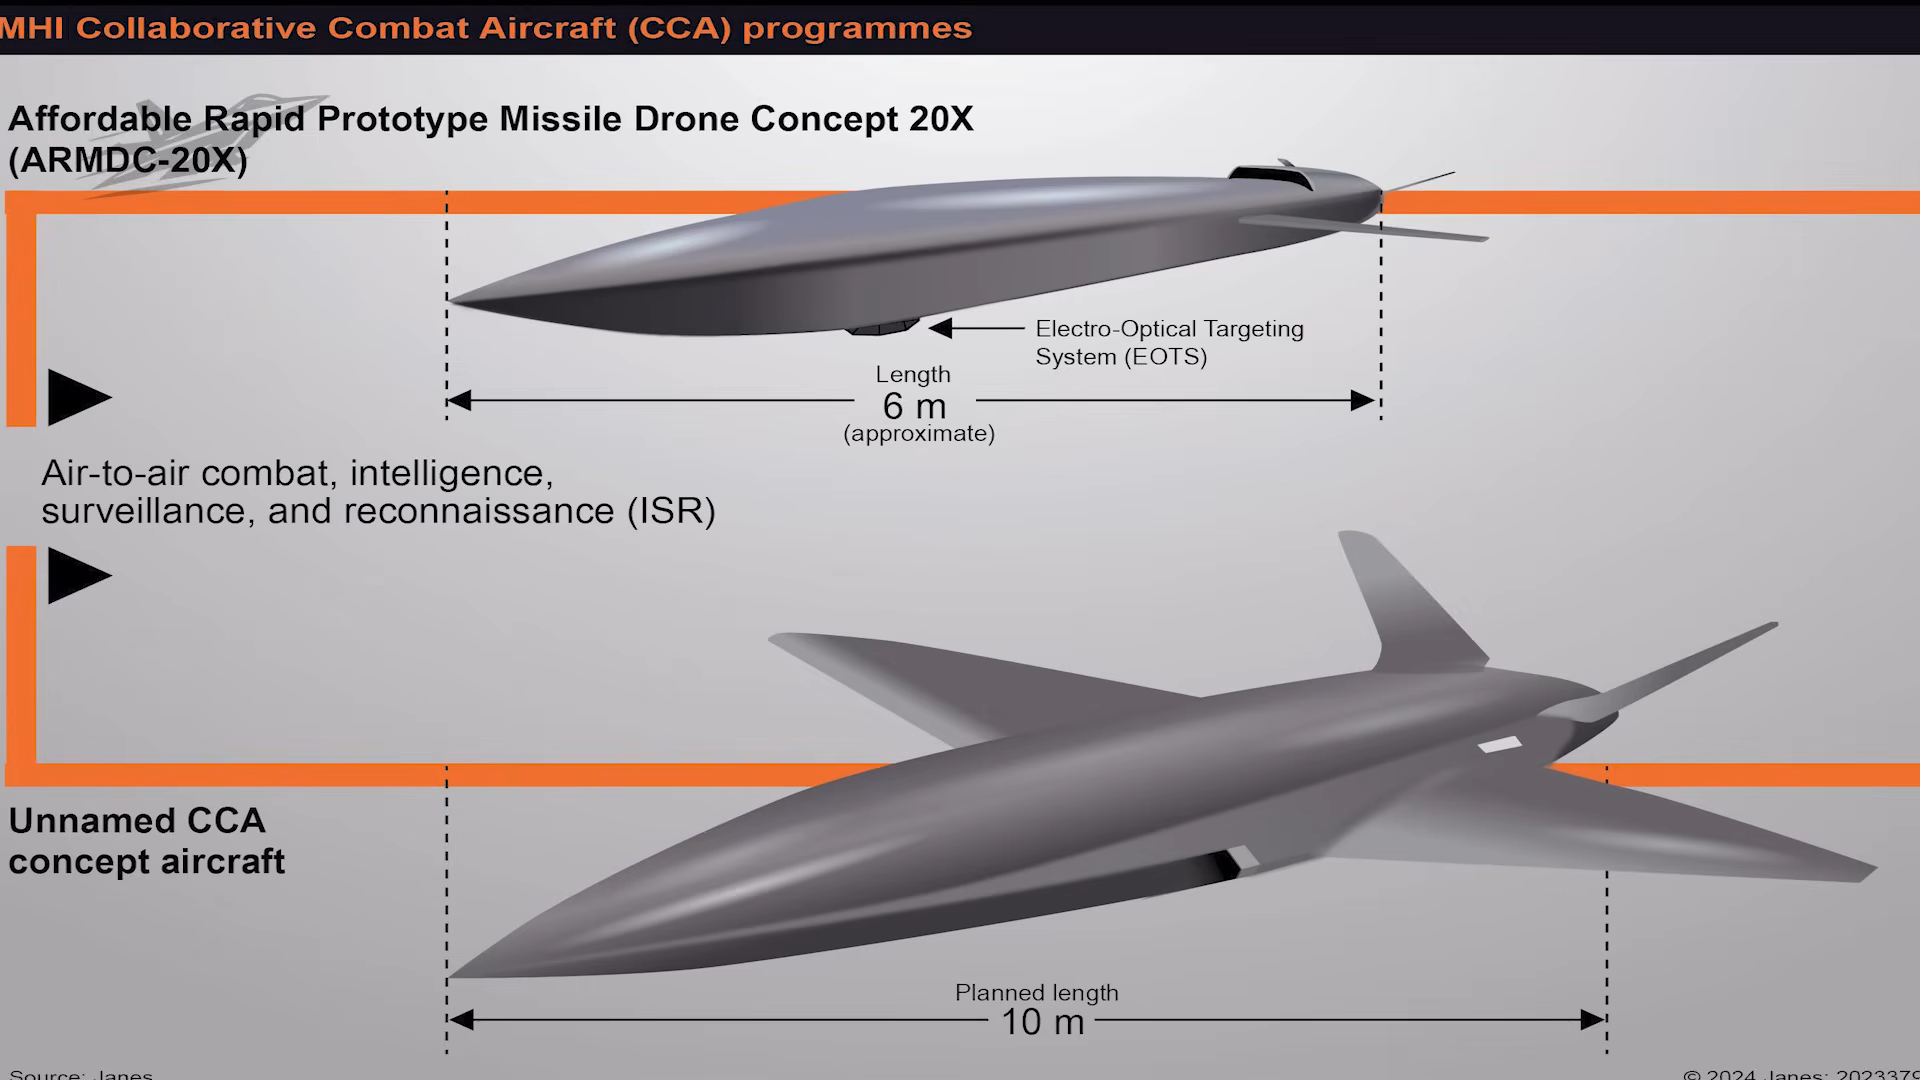 MHI Collaborative Combat Aircraft (CCA) programmes
Affordable Rapid Prototype Missile Drone Concept 20X
(ARMDC-20X)
Electro-Optical Targeting
System (EOTS)
Length
6 m
(approximate)
Air-to-air combat, intelligence,
surveillance, and reconnaissance (ISR)
Unnamed CCA
concept aircraft
Planned length
10 m
Source: Janes
© 2024 Janes: 2023379